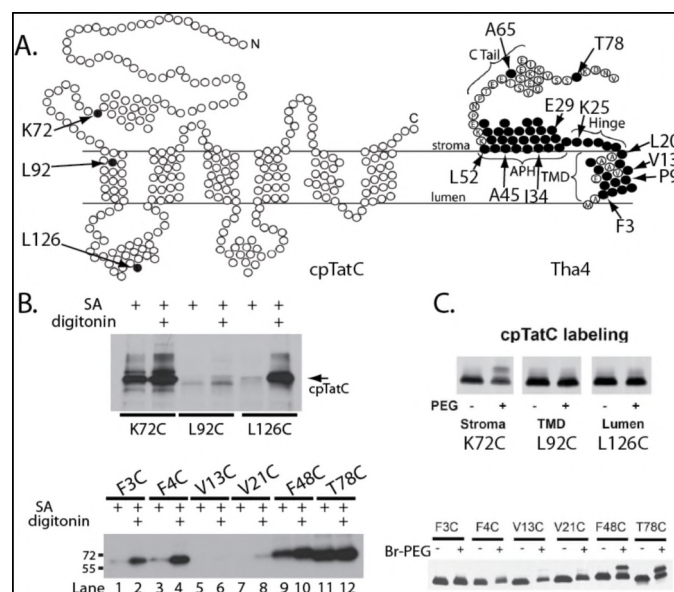 A.
N
K72
L92
L126
C
cpTatC
stroma
lumen
A65
C Tail
T78
E29
K25
Hinge
L20
V13
P9
L52
APH
TMD
A45
I34
F3
Tha4
B.
SA + + + + + +
digitonin + + +
cpTatC
K72C L92C L126C
F3C F4C V13C V21C F48C T78C
SA + + + + + + + + + + + +
digitonin + + + + + +
72
55
Lane 1 2 3 4 5 6 7 8 9 10 11 12
C.
cpTatC labeling
PEG - + - + - +
Stroma TMD Lumen
K72C L92C L126C
F3C F4C V13C V21C F48C T78C
Br-PEG - + - + - + - + - + - +